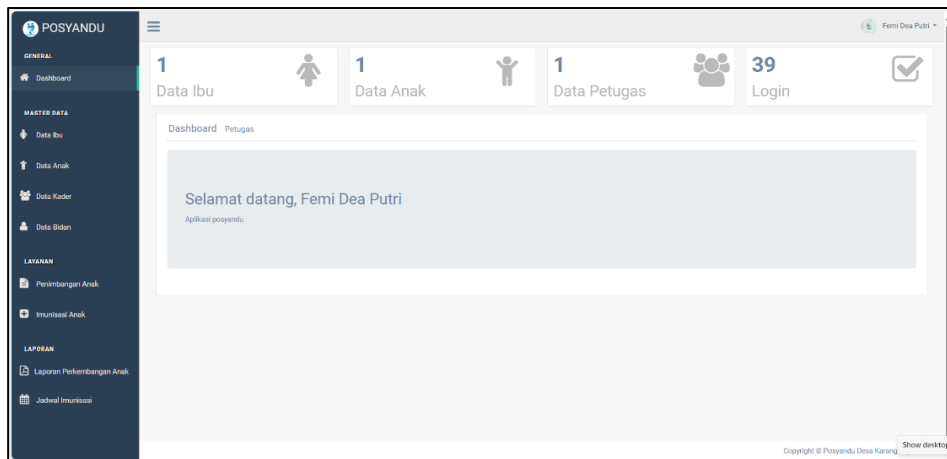 POSYANDU
Femi Dea Putri
GENERAL
Dashboard
MASTER DATA
Data Ibu
Data Anak
Data Kader
Data Bidan
LAYANAN
Penimbangan Anak
Imunisasi Anak
LAPORAN
Laporan Perkembangan Anak
Jadwal Imunisasi
1
Data Ibu
1
Data Anak
1
Data Petugas
39
Login
Dashboard Petugas
Selamat datang, Femi Dea Putri
Aplikasi posyandu
Copyright © Posyandu Desa Karang
Show desktop